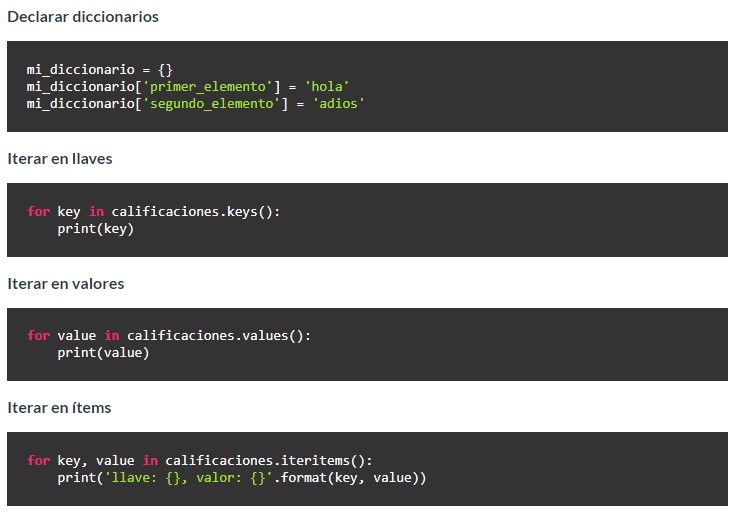 Declarar diccionarios
mi_diccionario = {}
mi_diccionario['primer_elemento'] = 'hola'
mi_diccionario['segundo_elemento'] = 'adios'
Iterar en llaves
for key in calificaciones.keys():
    print(key)
Iterar en valores
for value in calificaciones.values():
    print(value)
Iterar en ítems
for key, value in calificaciones.iteritems():
    print('llave: {}, valor: {}'.format(key, value))